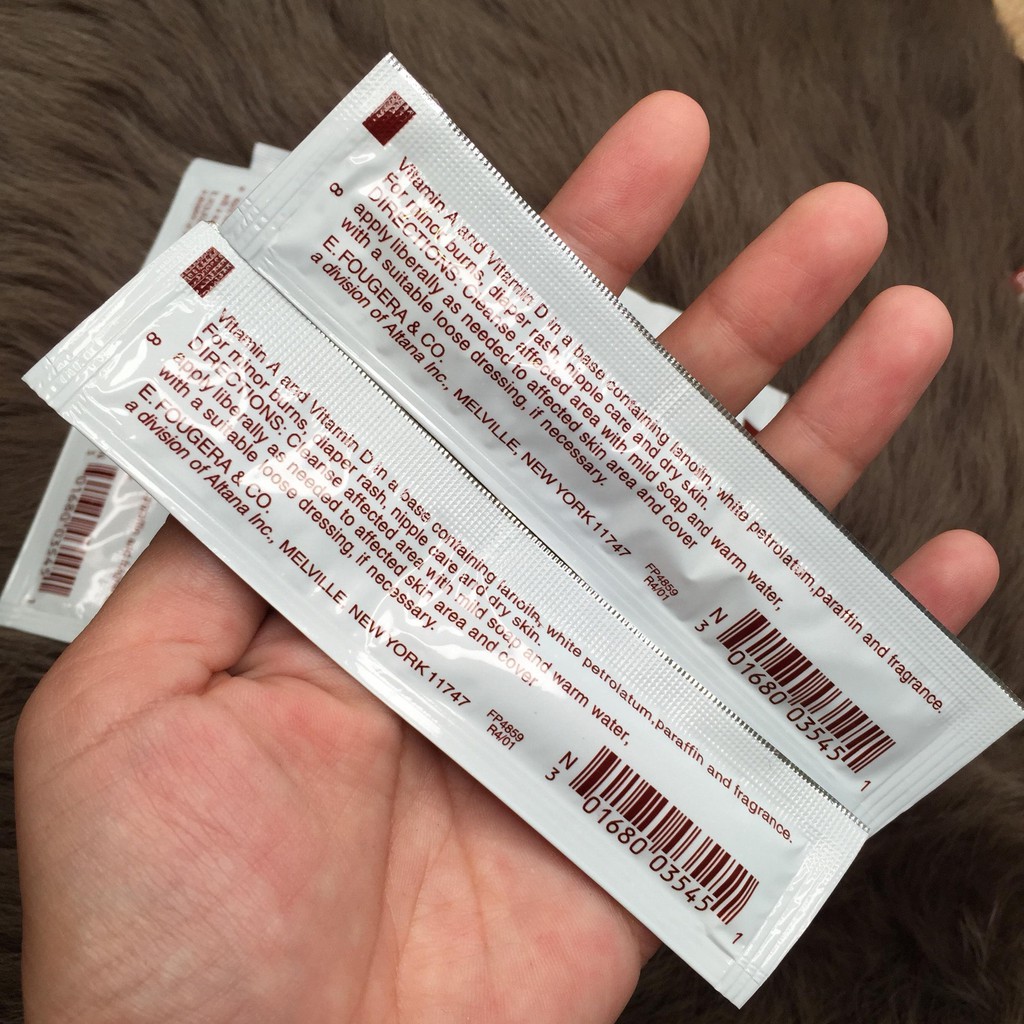 8
Vitamin A and Vitamin D in a base containing lanolin, white petrolatum, paraffin and fragrance.
For minor burns, diaper rash, nipple care and dry skin.
DIRECTIONS: Cleanse affected area with mild soap and warm water,
apply liberally as needed to affected skin area and cover
with a suitable loose dressing, if necessary.
E. FOUGERA & CO.
a division of Altana Inc., MELVILLE, NEW YORK 11747
FP4859
R4/01
N
3 01680 03545 1
8
Vitamin A and Vitamin D in a base containing lanolin, white petrolatum, paraffin and fragrance.
For minor burns, diaper rash, nipple care and dry skin.
DIRECTIONS: Cleanse affected area with mild soap and warm water,
apply liberally as needed to affected skin area and cover
with a suitable loose dressing, if necessary.
E. FOUGERA & CO.
a division of Altana Inc., MELVILLE, NEW YORK 11747
FP4859
R4/01
N
3 01680 03545 1